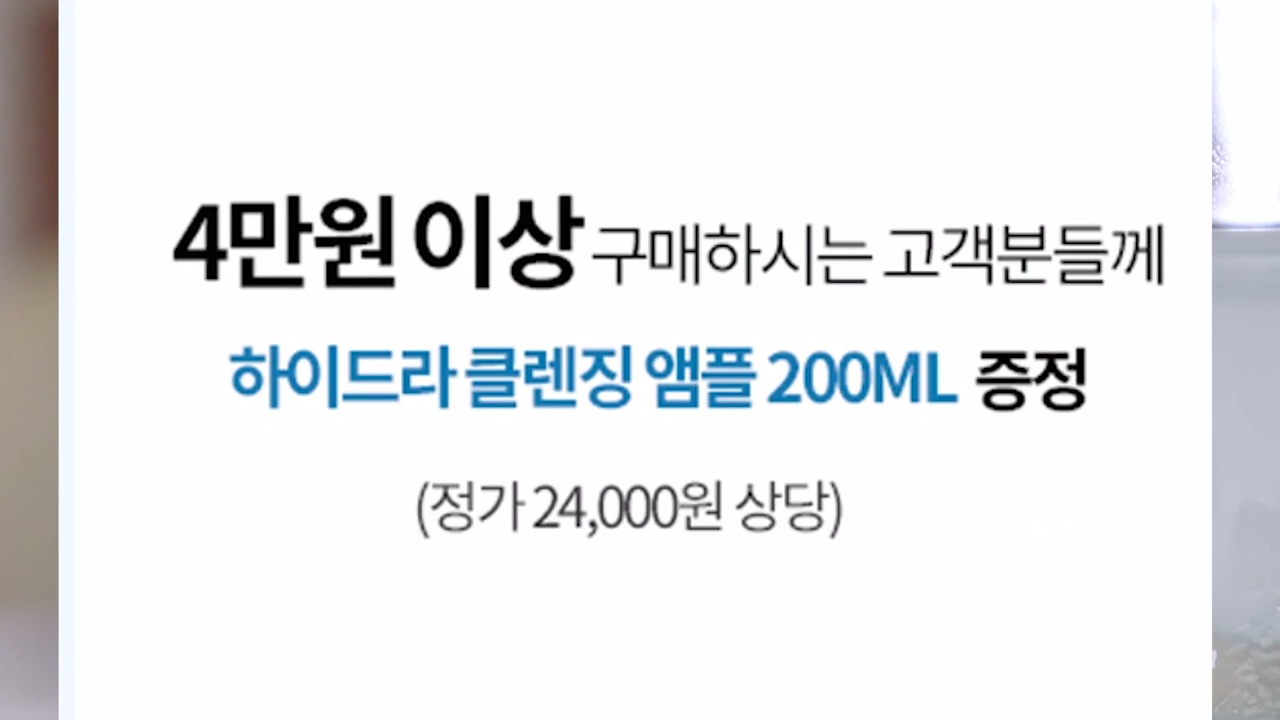 4만원 이상 구매하시는 고객분들께
하이드라 클렌징 앰플 200ML 증정
(정가 24,000원 상당)